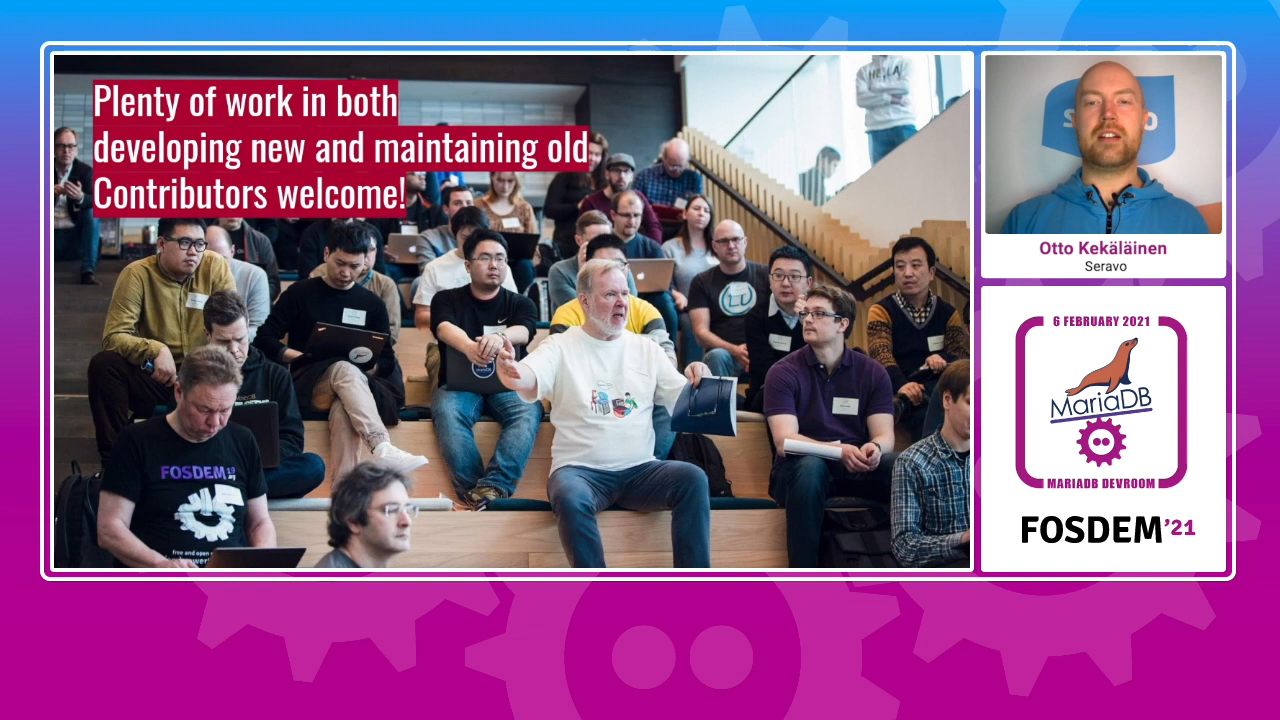 Plenty of work in both
developing new and maintaining old
Contributors welcome!
FOSDEM 19
Otto Kekäläinen
Seravo
6 FEBRUARY 2021
MariaDB
MARIADB DEVROOM
FOSDEM'21